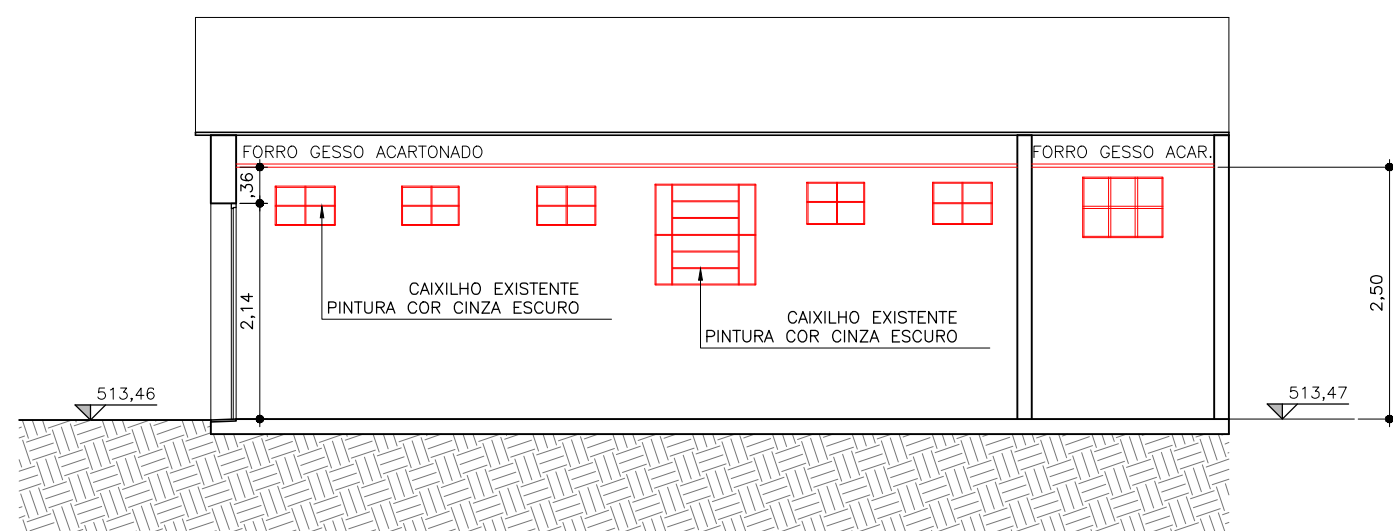 FORRO GESSO ACARTONADO
FORRO GESSO ACAR.
,36
2,14
CAIXILHO EXISTENTE
PINTURA COR CINZA ESCURO
CAIXILHO EXISTENTE
PINTURA COR CINZA ESCURO
2,50
513,46
513,47